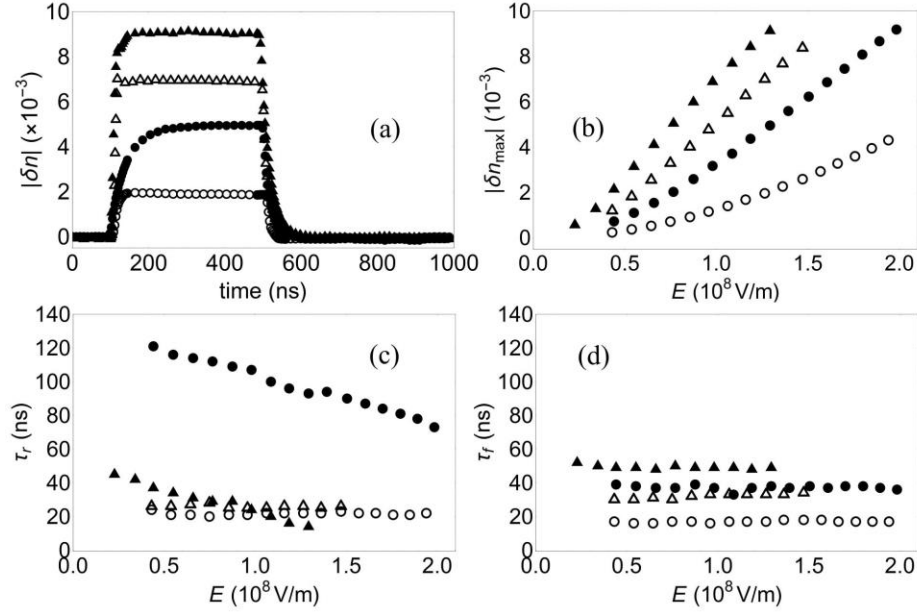 10
8
6
4
2
0
|δn| (×10⁻³)
(a)
0 200 400 600 800 1000
time (ns)
10
8
6
4
2
0
|δn_max| (10⁻³)
(b)
0.0 0.5 1.0 1.5 2.0
E (10⁸ V/m)
140
120
100
80
60
40
20
0
τ_r (ns)
(c)
0.0 0.5 1.0 1.5 2.0
E (10⁸ V/m)
140
120
100
80
60
40
20
0
τ_f (ns)
(d)
0.0 0.5 1.0 1.5 2.0
E (10⁸ V/m)